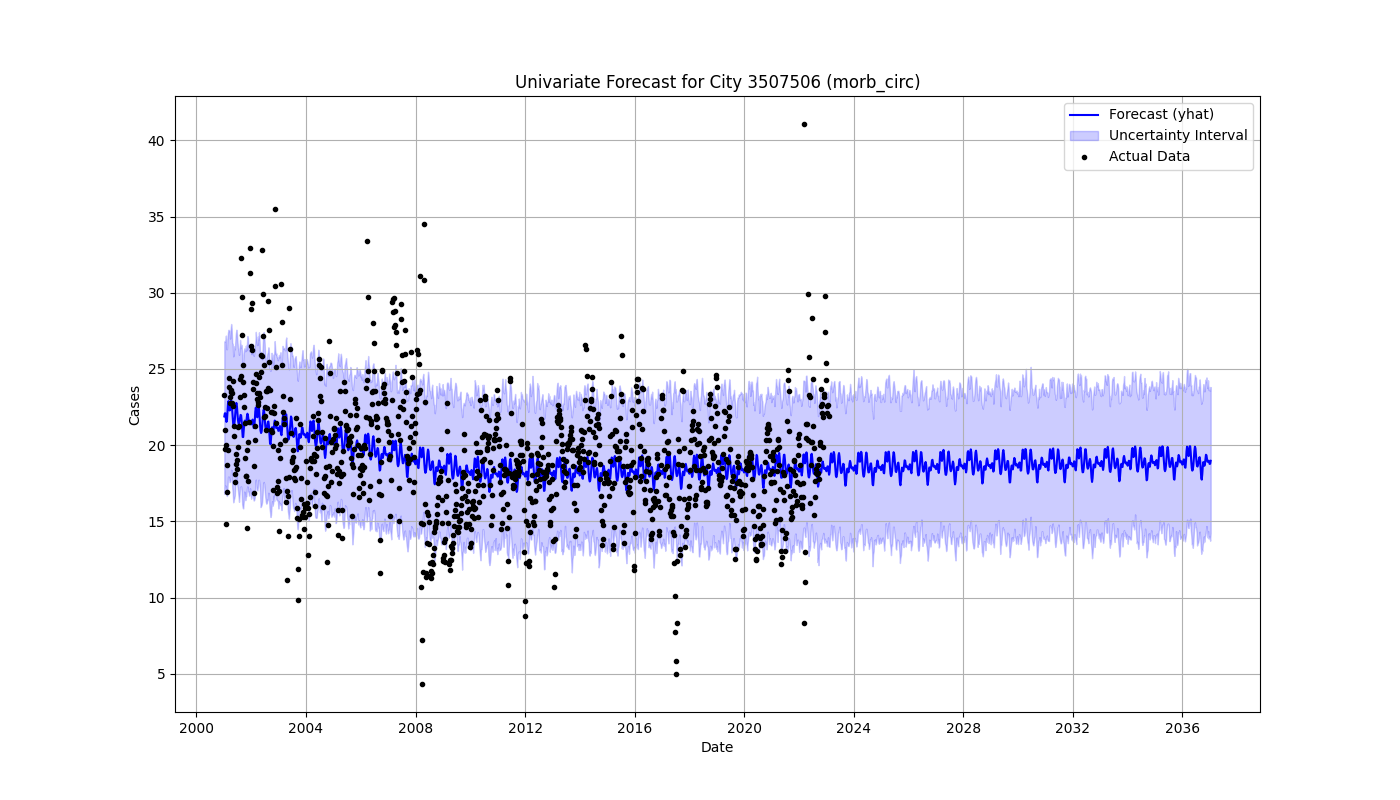 Univariate Forecast for City 3507506 (morb_circ)
Forecast (yhat)
Uncertainty Interval
Actual Data
Cases
40
35
30
25
20
15
10
5
2000 2004 2008 2012 2016 2020 2024 2028 2032 2036
Date